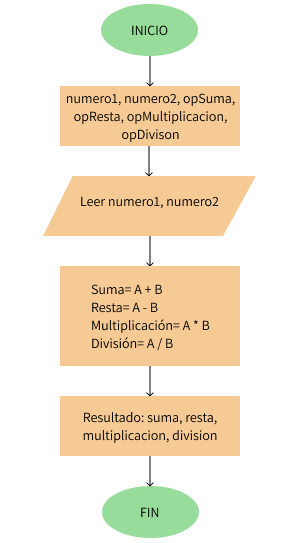 INICIO
numero1, numero2, opSuma,
opResta, opMultiplicacion,
opDivison
Leer numero1, numero2
Suma= A + B
Resta= A - B
Multiplicación= A * B
División= A / B
Resultado: suma, resta,
multiplicacion, division
FIN